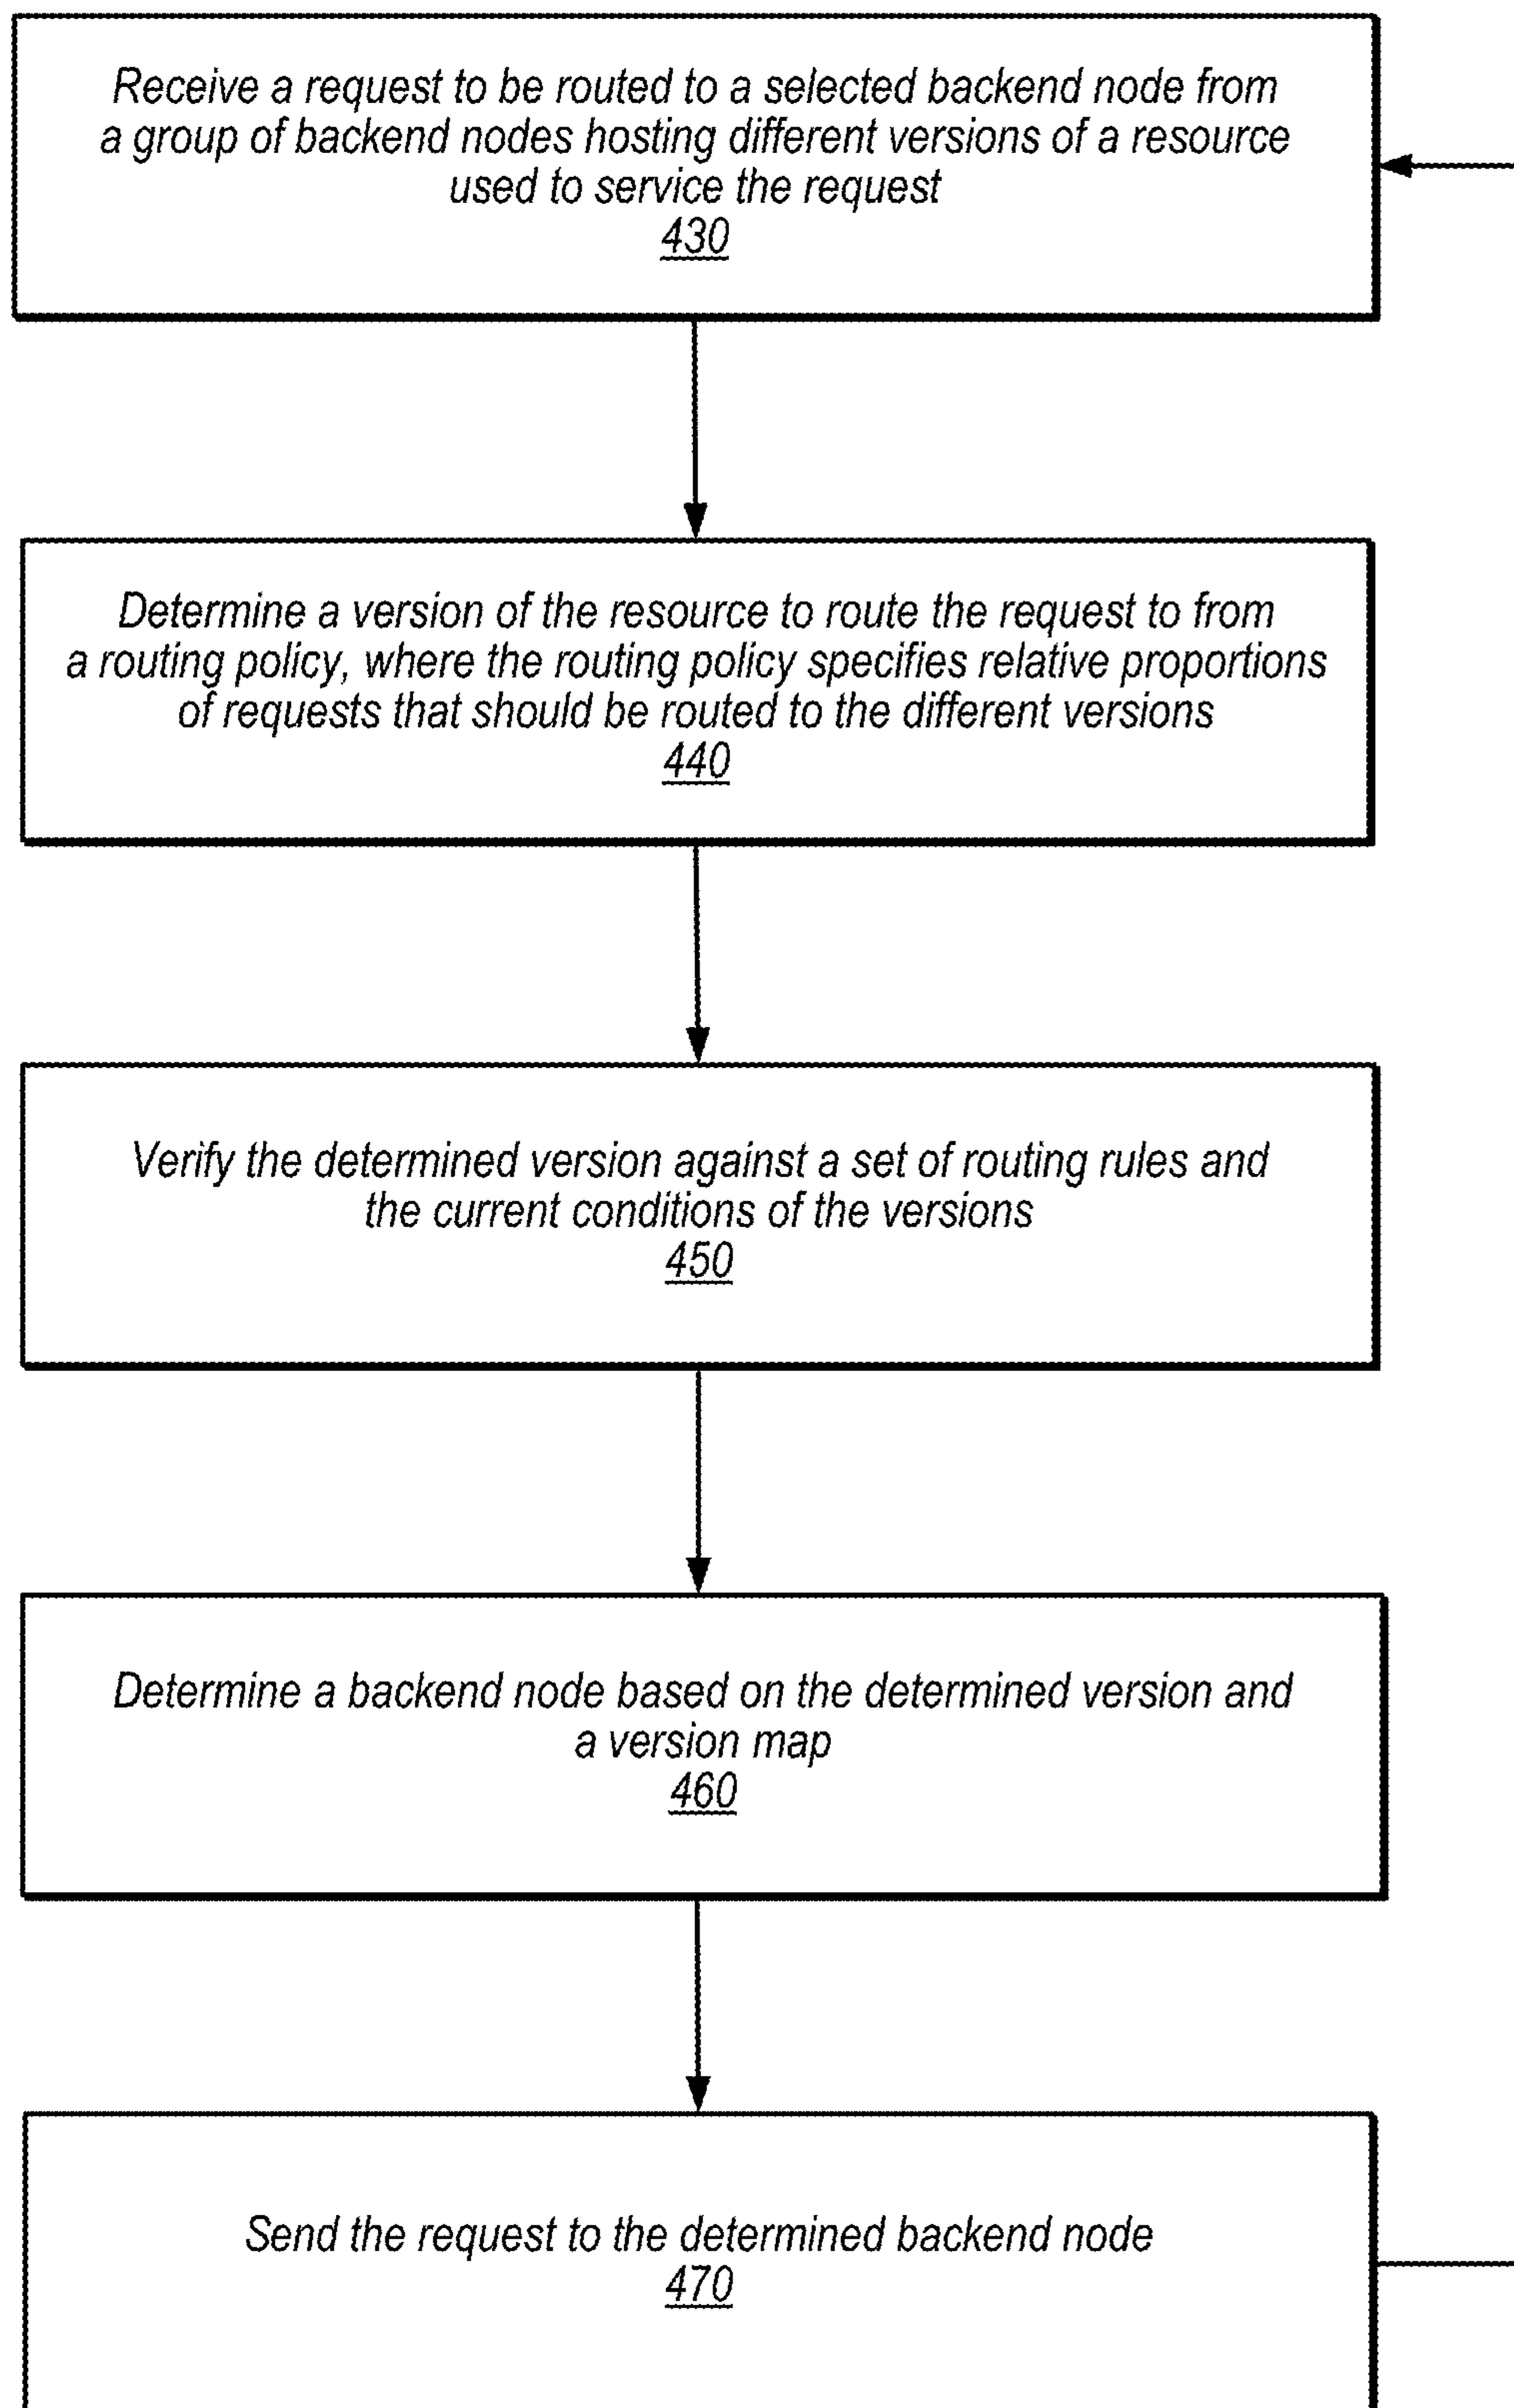 Receive a request to be routed to a selected backend node from
a group of backend nodes hosting different versions of a resource
used to service the request
430
Determine a version of the resource to route the request to from
a routing policy, where the routing policy specifies relative proportions
of requests that should be routed to the different versions
440
Verify the determined version against a set of routing rules and
the current conditions of the versions
450
Determine a backend node based on the determined version and
a version map
460
Send the request to the determined backend node
470